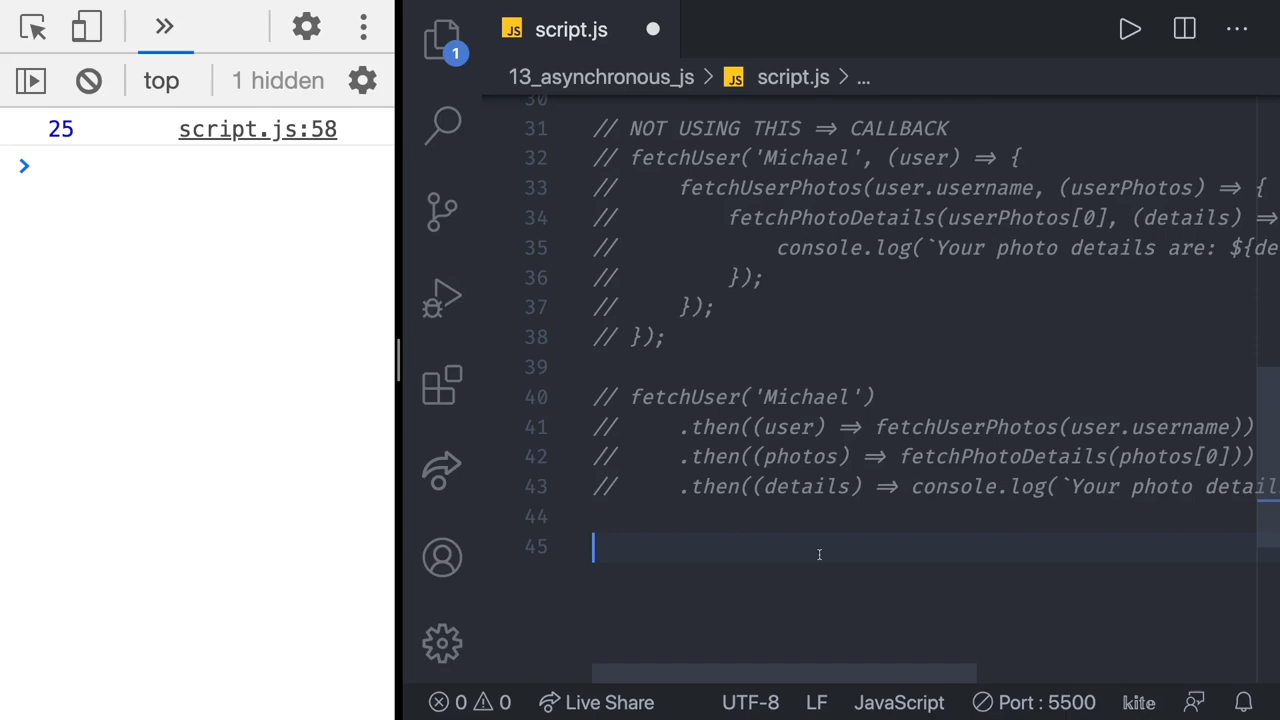 top
1 hidden
25 script.js:58
1
JS script.js
13_asynchronous_js > JS script.js > ...
30
31 // NOT USING THIS => CALLBACK
32 // fetchUser('Michael', (user) => {
33 //     fetchUserPhotos(user.username, (userPhotos) => {
34 //         fetchPhotoDetails(userPhotos[0], (details) =>
35 //             console.log(`Your photo details are: ${de
36 //         });
37 //     });
38 // });
39
40 // fetchUser('Michael')
41 //     .then((user) => fetchUserPhotos(user.username))
42 //     .then((photos) => fetchPhotoDetails(photos[0]))
43 //     .then((details) => console.log(`Your photo detail
44
45
0 0 Live Share UTF-8 LF JavaScript Port : 5500 kite